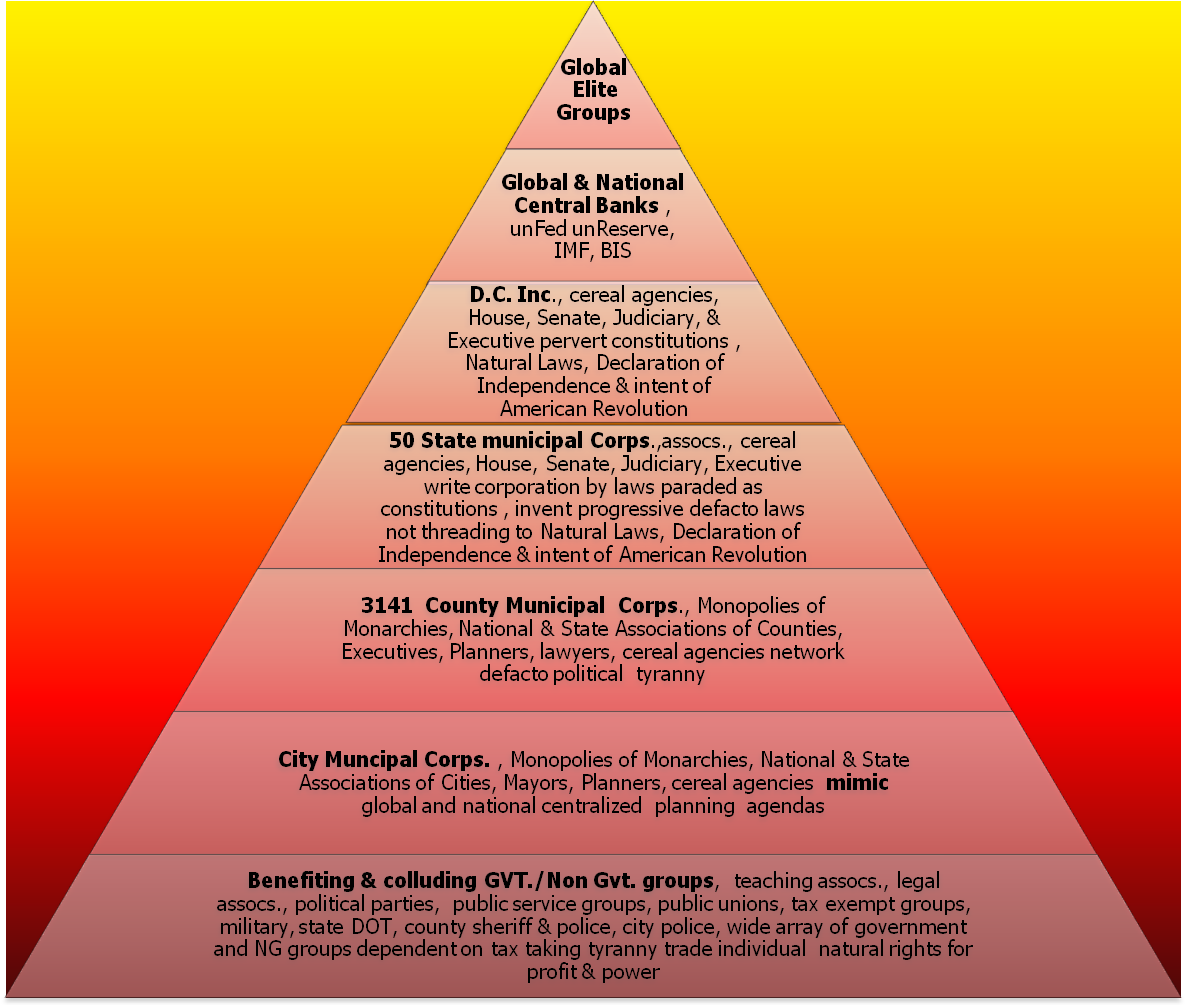 Global
Elite
Groups
Global & National
Central Banks ,
unFed unReserve,
IMF, BIS
D.C. Inc., cereal agencies,
House, Senate, Judiciary, &
Executive pervert constitutions ,
Natural Laws, Declaration of
Independence & intent of
American Revolution
50 State municipal Corps.,assocs., cereal
agencies, House, Senate, Judiciary, Executive
write corporation by laws paraded as
constitutions , invent progressive defacto laws
not threading to Natural Laws, Declaration of
Independence & intent of American Revolution
3141 County Municipal Corps., Monopolies of
Monarchies, National & State Associations of Counties,
Executives, Planners, lawyers, cereal agencies network
defacto political tyranny
City Muncipal Corps. , Monopolies of Monarchies, National & State
Associations of Cities, Mayors, Planners, cereal agencies mimic
global and national centralized planning agendas
Benefiting & colluding GVT./Non Gvt. groups, teaching assocs., legal
assocs., political parties, public service groups, public unions, tax exempt groups,
military, state DOT, county sheriff & police, city police, wide array of government
and NG groups dependent on tax taking tyranny trade individual natural rights for
profit & power